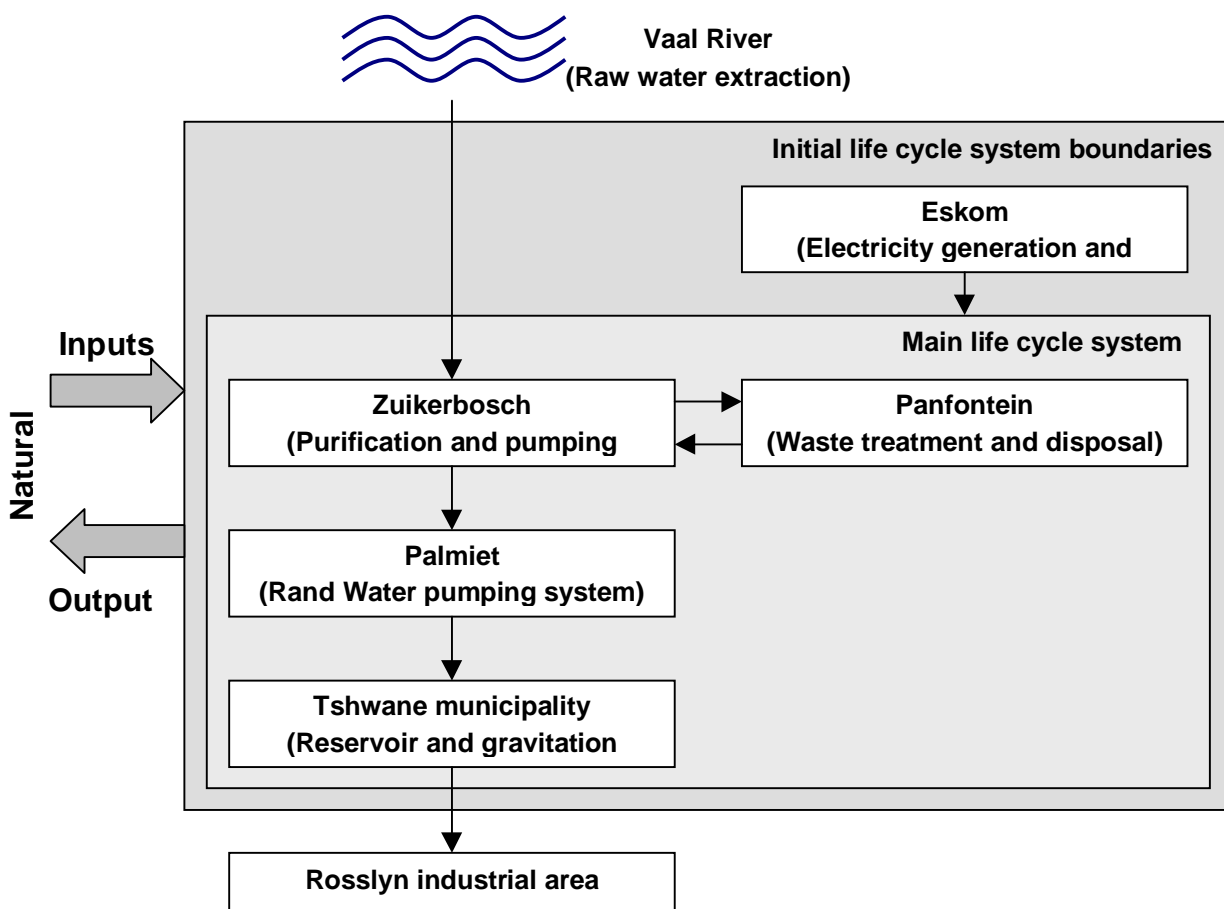 Vaal River
(Raw water extraction)
Initial life cycle system boundaries
Eskom
(Electricity generation and
Main life cycle system
Inputs
Natural
Output
Zuikerbosch
(Purification and pumping
Panfontein
(Waste treatment and disposal)
Palmiet
(Rand Water pumping system)
Tshwane municipality
(Reservoir and gravitation
Rosslyn industrial area